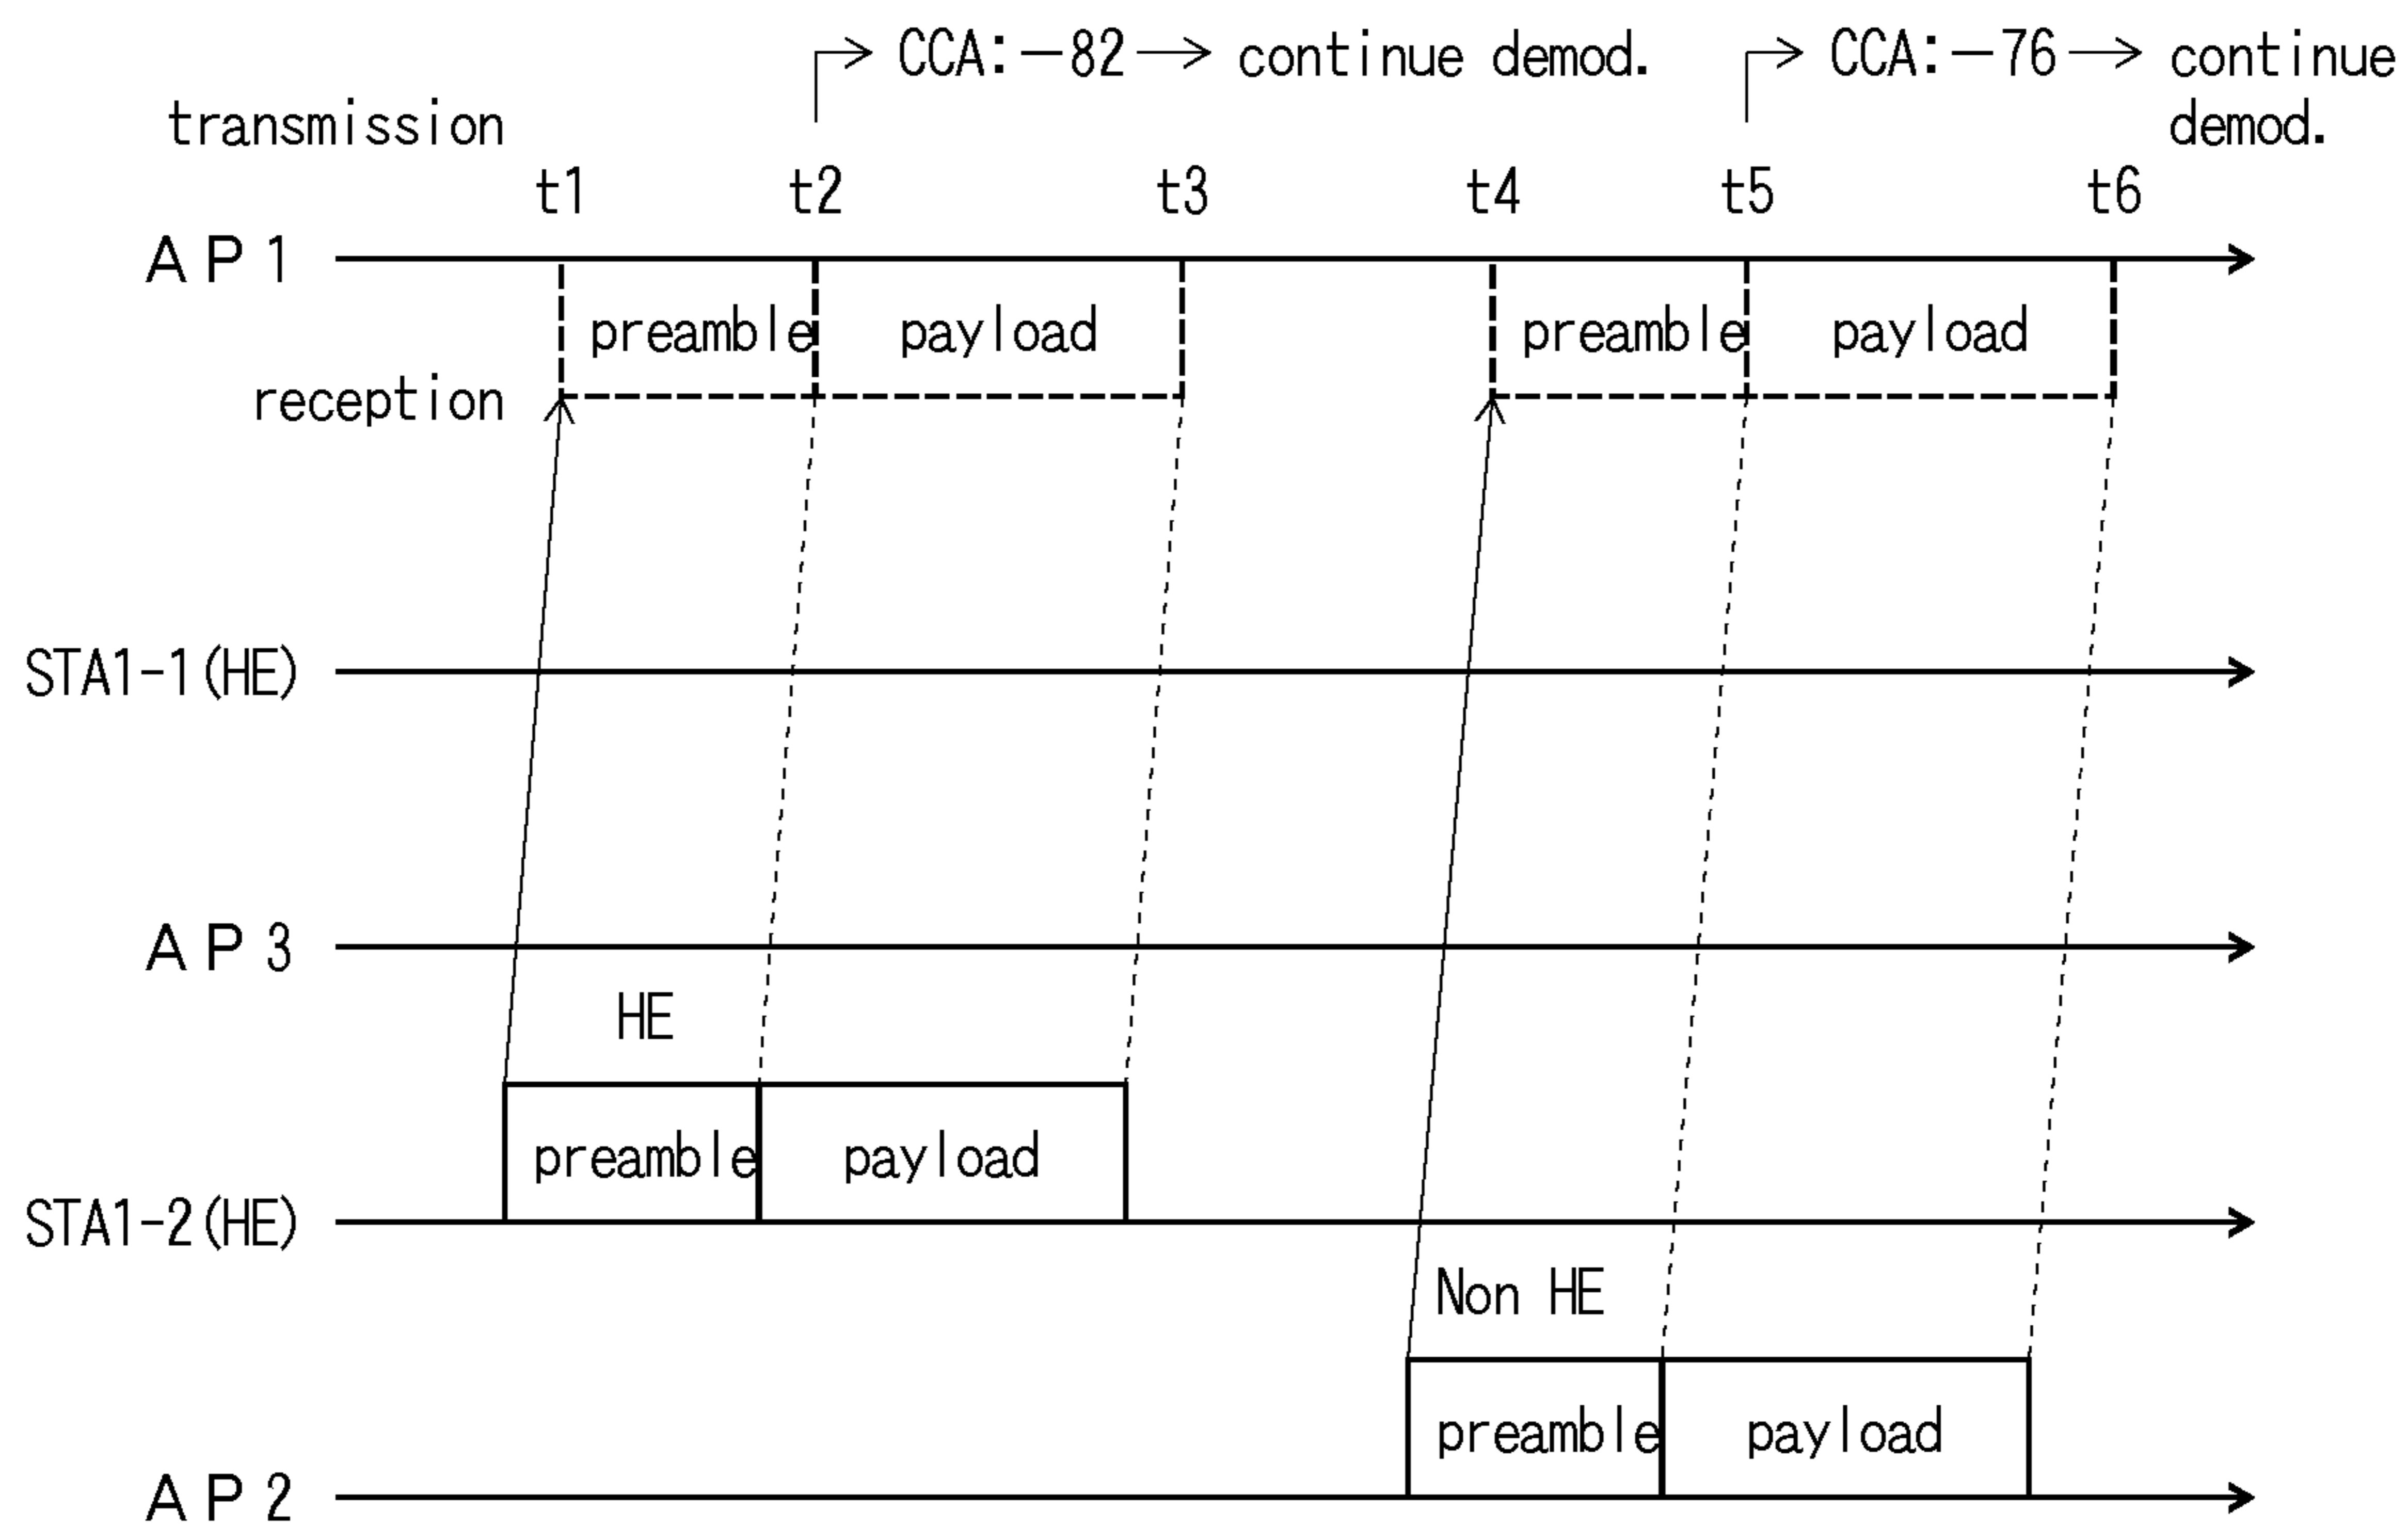 CCA:−82 continue demod. CCA:−76 continue
transmission demod.
t1 t2 t3 t4 t5 t6
AP1
preamble payload preamble payload
reception
STA1-1(HE)
AP3
HE
preamble payload
STA1-2(HE)
Non HE
preamble payload
AP2